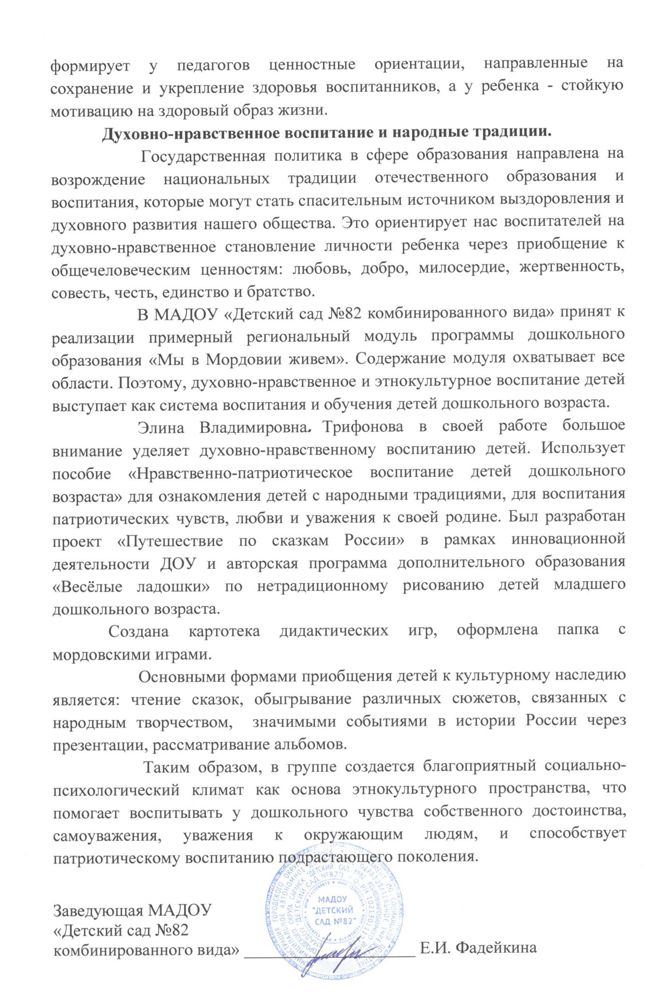 формирует у педагогов ценностные ориентации, направленные на
сохранение и укрепление здоровья воспитанников, а у ребенка - стойкую
мотивацию на здоровый образ жизни.
Духовно-нравственное воспитание и народные традиции.
Государственная политика в сфере образования направлена на
возрождение национальных традиции отечественного образования и
воспитания, которые могут стать спасительным источником выздоровления и
духовного развития нашего общества. Это ориентирует нас воспитателей на
духовно-нравственное становление личности ребенка через приобщение к
общечеловеческим ценностям: любовь, добро, милосердие, жертвенность,
совесть, честь, единство и братство.
В МАДОУ «Детский сад №82 комбинированного вида» принят к
реализации примерный региональный модуль программы дошкольного
образования «Мы в Мордовии живем». Содержание модуля охватывает все
области. Поэтому, духовно-нравственное и этнокультурное воспитание детей
выступает как система воспитания и обучения детей дошкольного возраста.
Элина Владимировна. Трифонова в своей работе большое
внимание уделяет духовно-нравственному воспитанию детей. Использует
пособие «Нравственно-патриотическое воспитание детей дошкольного
возраста» для ознакомления детей с народными традициями, для воспитания
патриотических чувств, любви и уважения к своей родине. Был разработан
проект «Путешествие по сказкам России» в рамках инновационной
деятельности ДОУ и авторская программа дополнительного образования
«Весёлые ладошки» по нетрадиционному рисованию детей младшего
дошкольного возраста.
Создана картотека дидактических игр, оформлена папка с
мордовскими играми.
Основными формами приобщения детей к культурному наследию
является: чтение сказок, обыгрывание различных сюжетов, связанных с
народным творчеством, значимыми событиями в истории России через
презентации, рассматривание альбомов.
Таким образом, в группе создается благоприятный социально-
психологический климат как основа этнокультурного пространства, что
помогает воспитывать у дошкольного чувства собственного достоинства,
самоуважения, уважения к окружающим людям, и способствует
патриотическому воспитанию подрастающего поколения.
МАДОУ
"ДЕТСКИЙ
САД №82"
Заведующая МАДОУ
«Детский сад №82
комбинированного вида» Е.И. Фадейкина